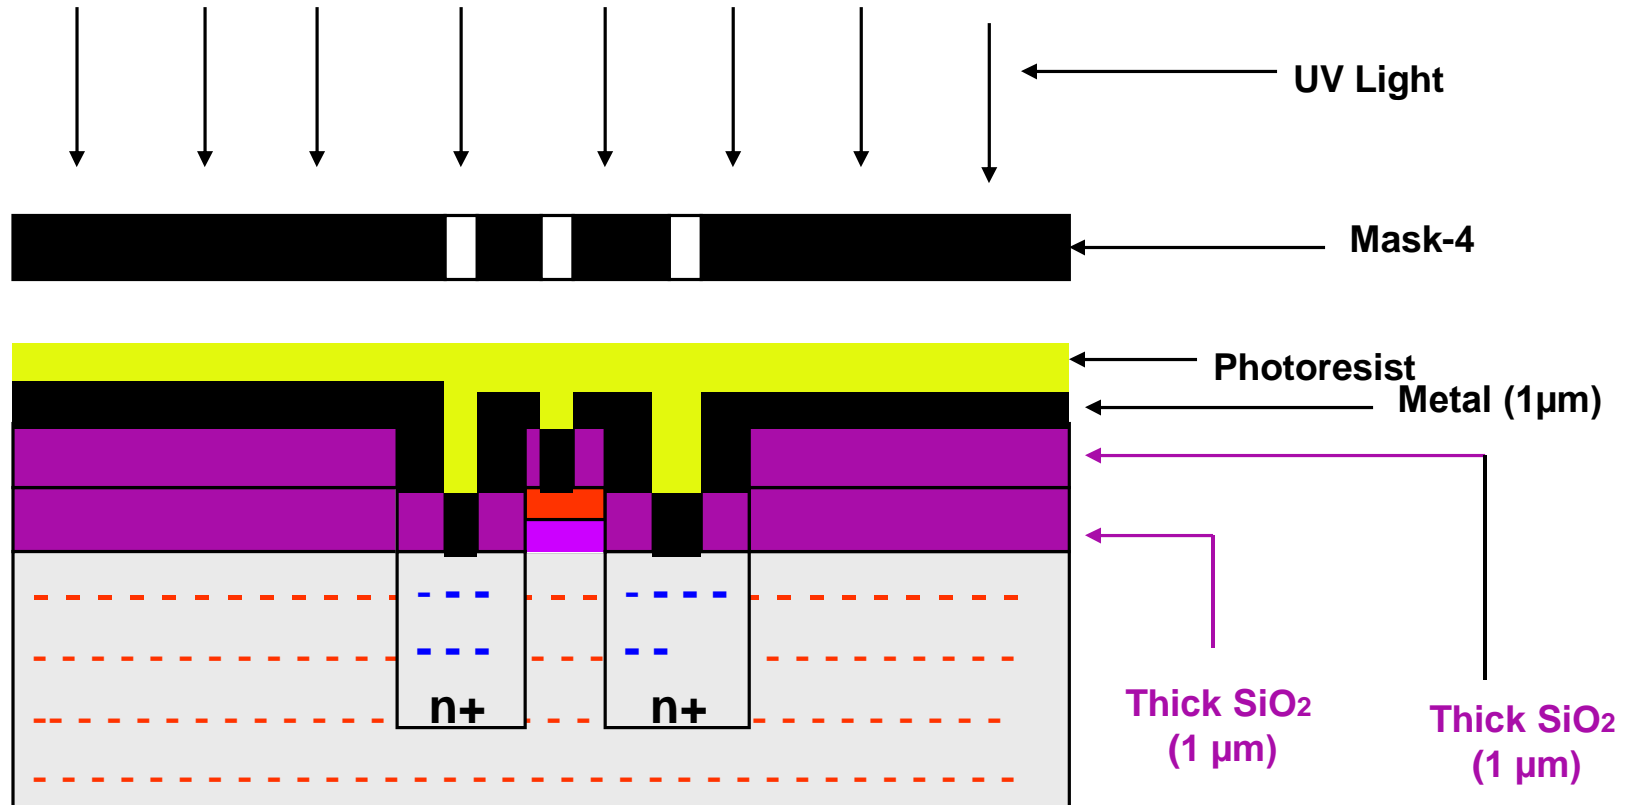 UV Light
Mask-4
Photoresist
Metal (1µm)
n+
n+
Thick SiO2
(1 µm)
Thick SiO2
(1 µm)